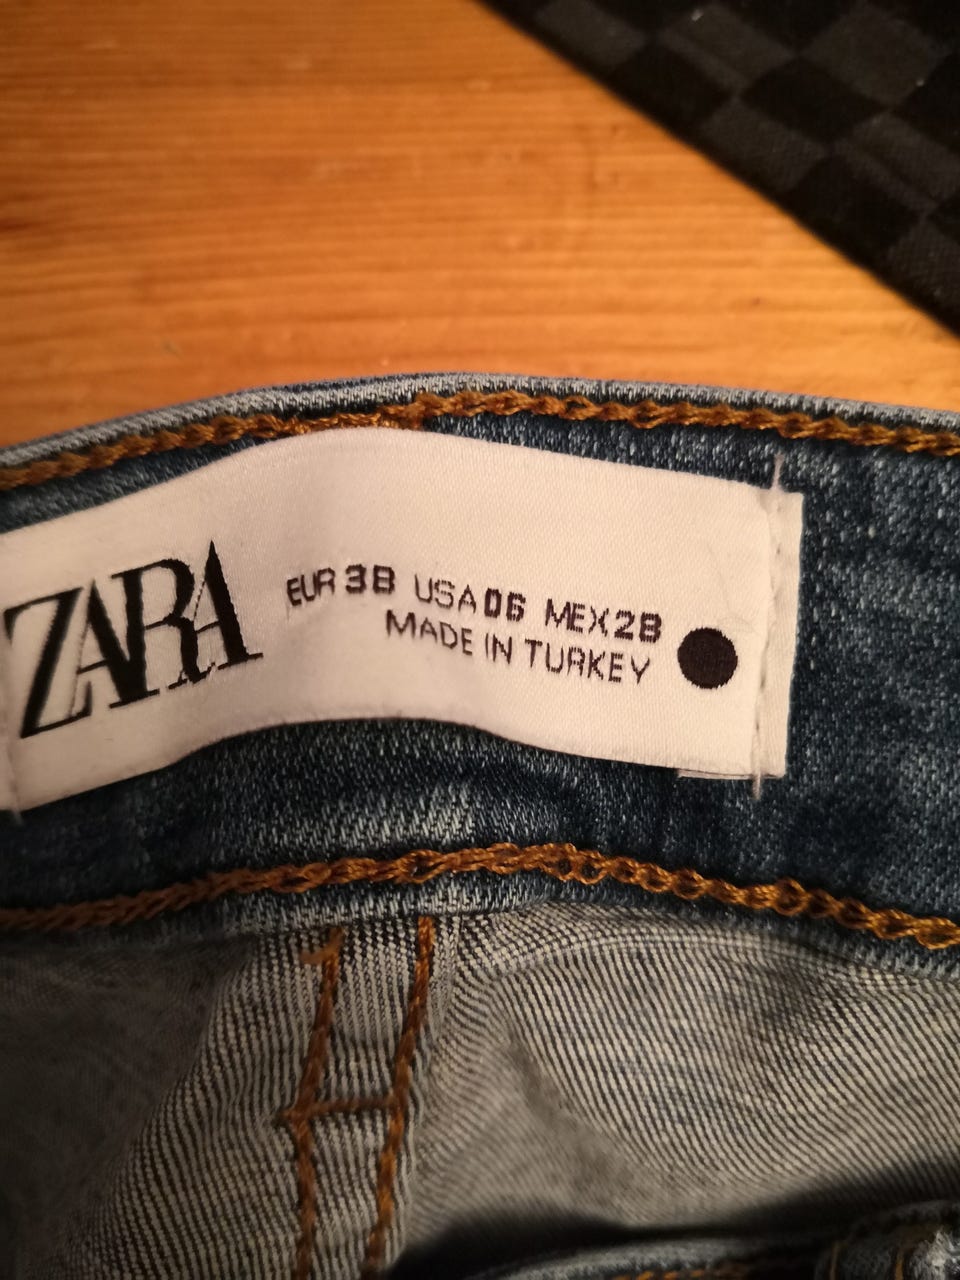 ZARA
EUR 38 USA 06 MEX 28
MADE IN TURKEY